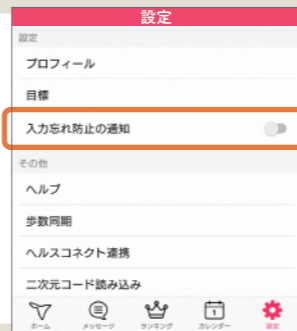 設定
設定
プロフィール
目標
入力忘れ防止の通知
その他
ヘルプ
歩数同期
ヘルスコネクト連携
二次元コード読み込み
1
ホーム メッセージ ランキング カレンダー 設定